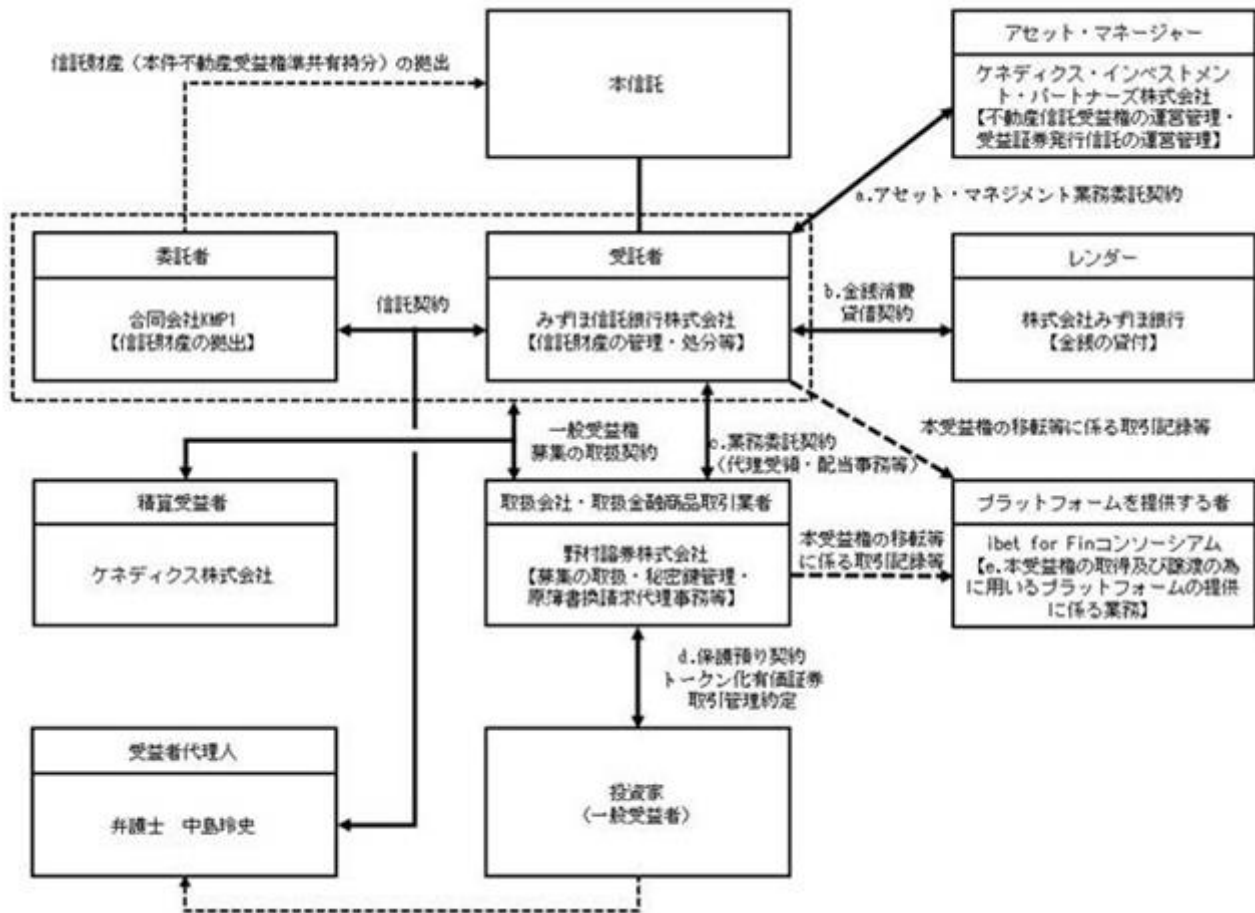 信託財産（本件不動産受益権準共有持分）の拠出
本信託
アセット・マネージャー
ケネディクス・インベストメン
ト・パートナーズ株式会社
【不動産信託受益権の運営管理・
受益証券発行信託の運営管理】
a.アセット・マネジメント業務委託契約
委託者
合同会社KMP1
【信託財産の拠出】
信託契約
受託者
みずほ信託銀行株式会社
【信託財産の管理・処分等】
b.金銭消費
貸借契約
レンダー
株式会社みずほ銀行
【金銭の貸付】
一般受益権
募集の取扱契約
c.業務委託契約
（代理受領・配当事務等）
本受益権の移転等に係る取引記録等
積算受益者
ケネディクス株式会社
取扱会社・取扱金融商品取引業者
野村證券株式会社
【募集の取扱・秘密鍵管理・
原簿書換請求代理事務等】
本受益権の移転等
に係る取引記録等
プラットフォームを提供する者
ibet for Finコンソーシアム
【e.本受益権の取得及び譲渡の為
に用いるプラットフォームの提供
に係る業務】
d.保護預り契約
トークン化有価証券
取引管理約定
受益者代理人
弁護士　中島玲史
投資家
（一般受益者）